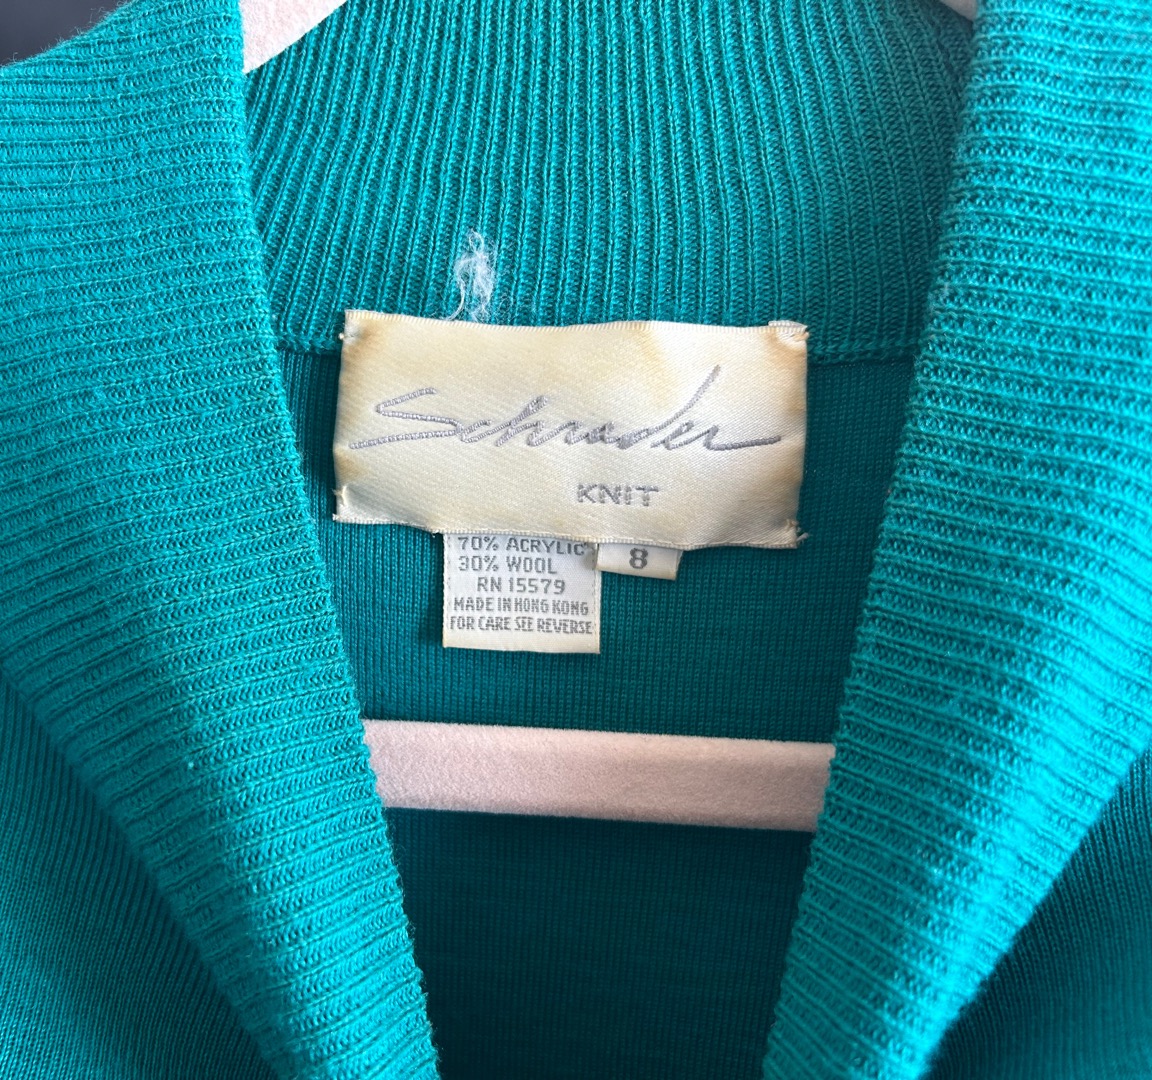 Schrader
KNIT
70% ACRYLIC
8
30% WOOL
RN 15579
MADE IN HONG KONG
FOR CARE SEE REVERSE